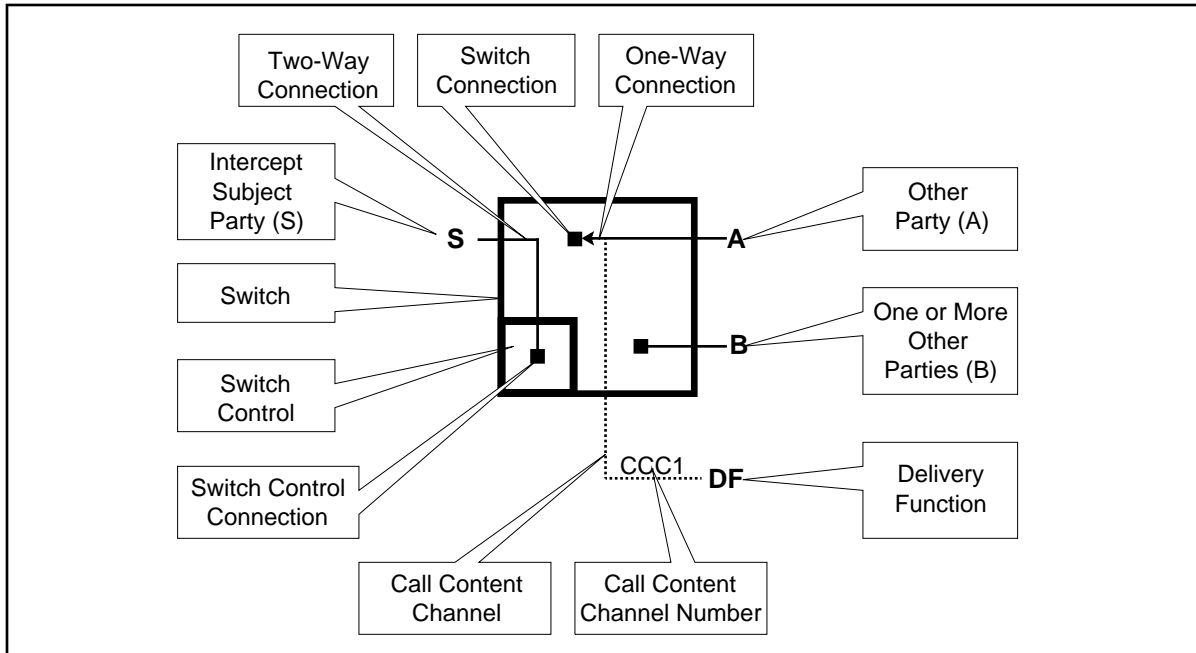 Two-Way
Connection
Switch
Connection
One-Way
Connection
Intercept
Subject
Party (S)
Other
Party (A)
S
A
Switch
One or More
Other
Parties (B)
B
Switch
Control
CCC1
DF
Switch Control
Connection
Delivery
Function
Call Content
Channel
Call Content
Channel Number